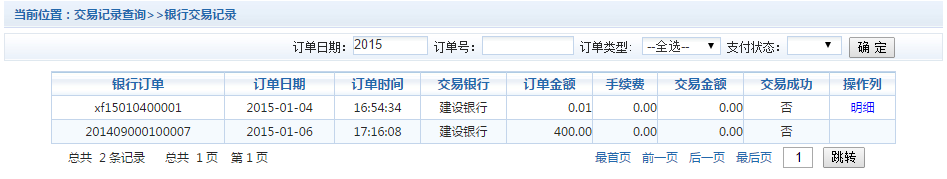 当前位置：交易记录查询>>银行交易记录
订单日期： 2015 订单号： 订单类型: --全选-- 支付状态： 确 定
银行订单 订单日期 订单时间 交易银行 订单金额 手续费 交易金额 交易成功 操作列
xf15010400001 2015-01-04 16:54:34 建设银行 0.01 0.00 0.00 否 明细
201409000100007 2015-01-06 17:16:08 建设银行 400.00 0.00 0.00 否
总共 2 条记录 总共 1 页 第 1 页 最首页 前一页 后一页 最后页 1 跳转